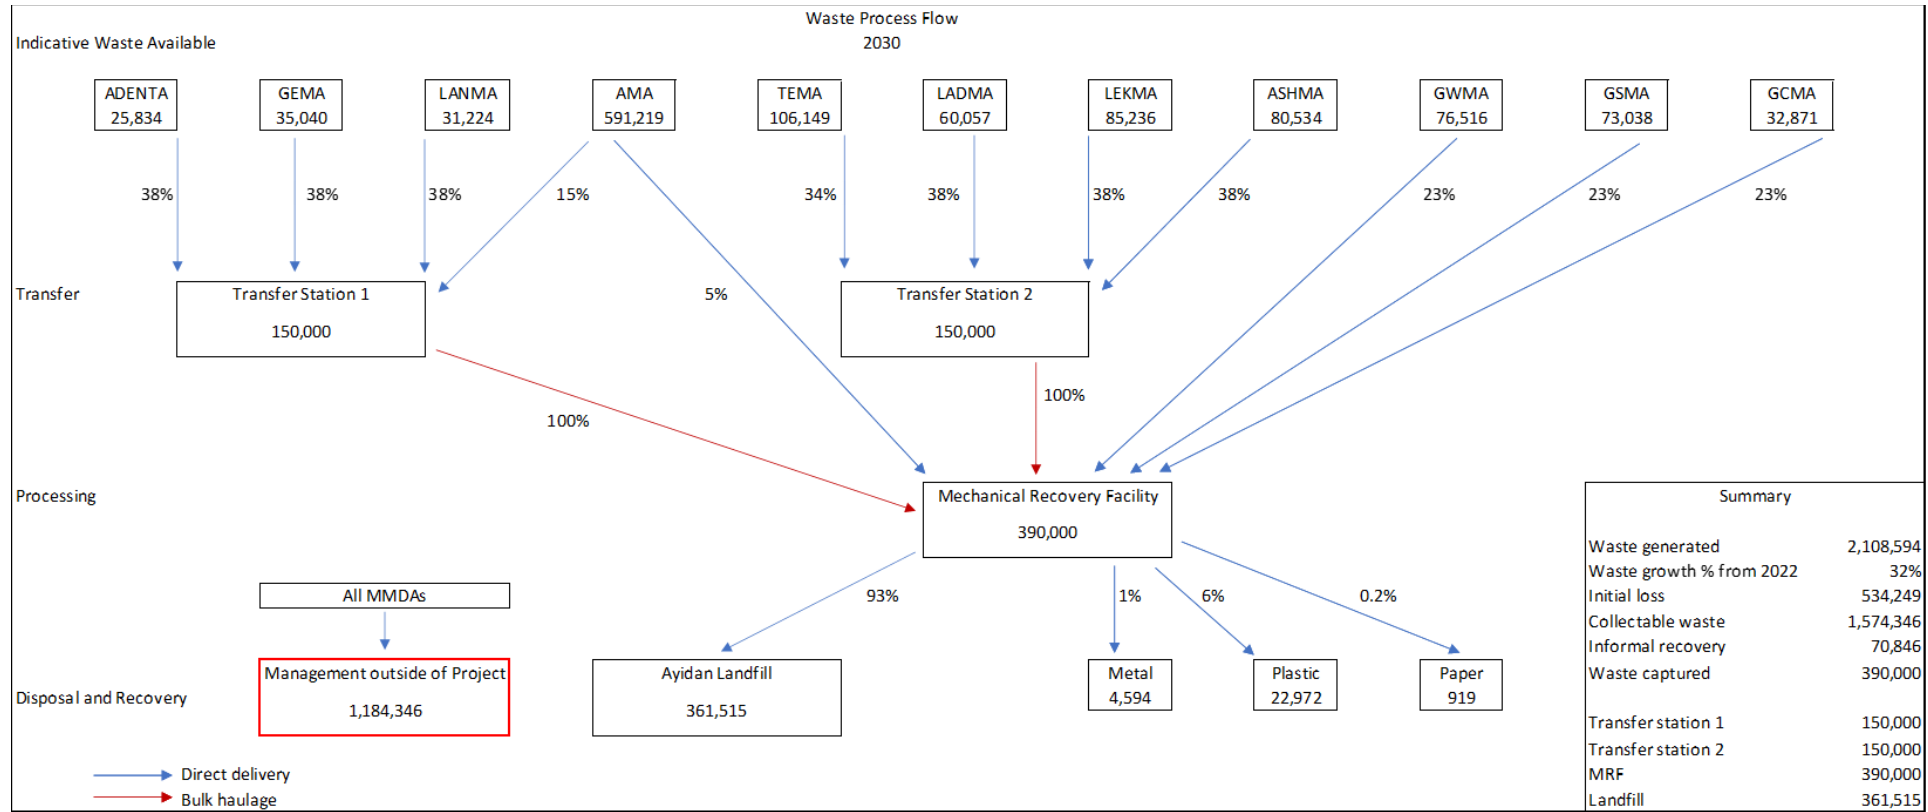 Waste Process Flow
Indicative Waste Available
2030
ADENTA
25,834
GEMA
35,040
LANMA
31,224
AMA
591,219
TEMA
106,149
LADMA
60,057
LEKMA
85,236
ASHMA
80,534
GWMA
76,516
GSMA
73,038
GCMA
32,871
38%
38%
38%
15%
34%
38%
38%
38%
23%
23%
23%
Transfer
Transfer Station 1
150,000
5%
Transfer Station 2
150,000
100%
100%
Processing
Mechanical Recovery Facility
390,000
93%
1%
6%
0.2%
All MMDAs
Disposal and Recovery
Management outside of Project
1,184,346
Ayidan Landfill
361,515
Metal
4,594
Plastic
22,972
Paper
919
Direct delivery
Bulk haulage
Summary
Waste generated 2,108,594
Waste growth % from 2022 32%
Initial loss 534,249
Collectable waste 1,574,346
Informal recovery 70,846
Waste captured 390,000
Transfer station 1 150,000
Transfer station 2 150,000
MRF 390,000
Landfill 361,515